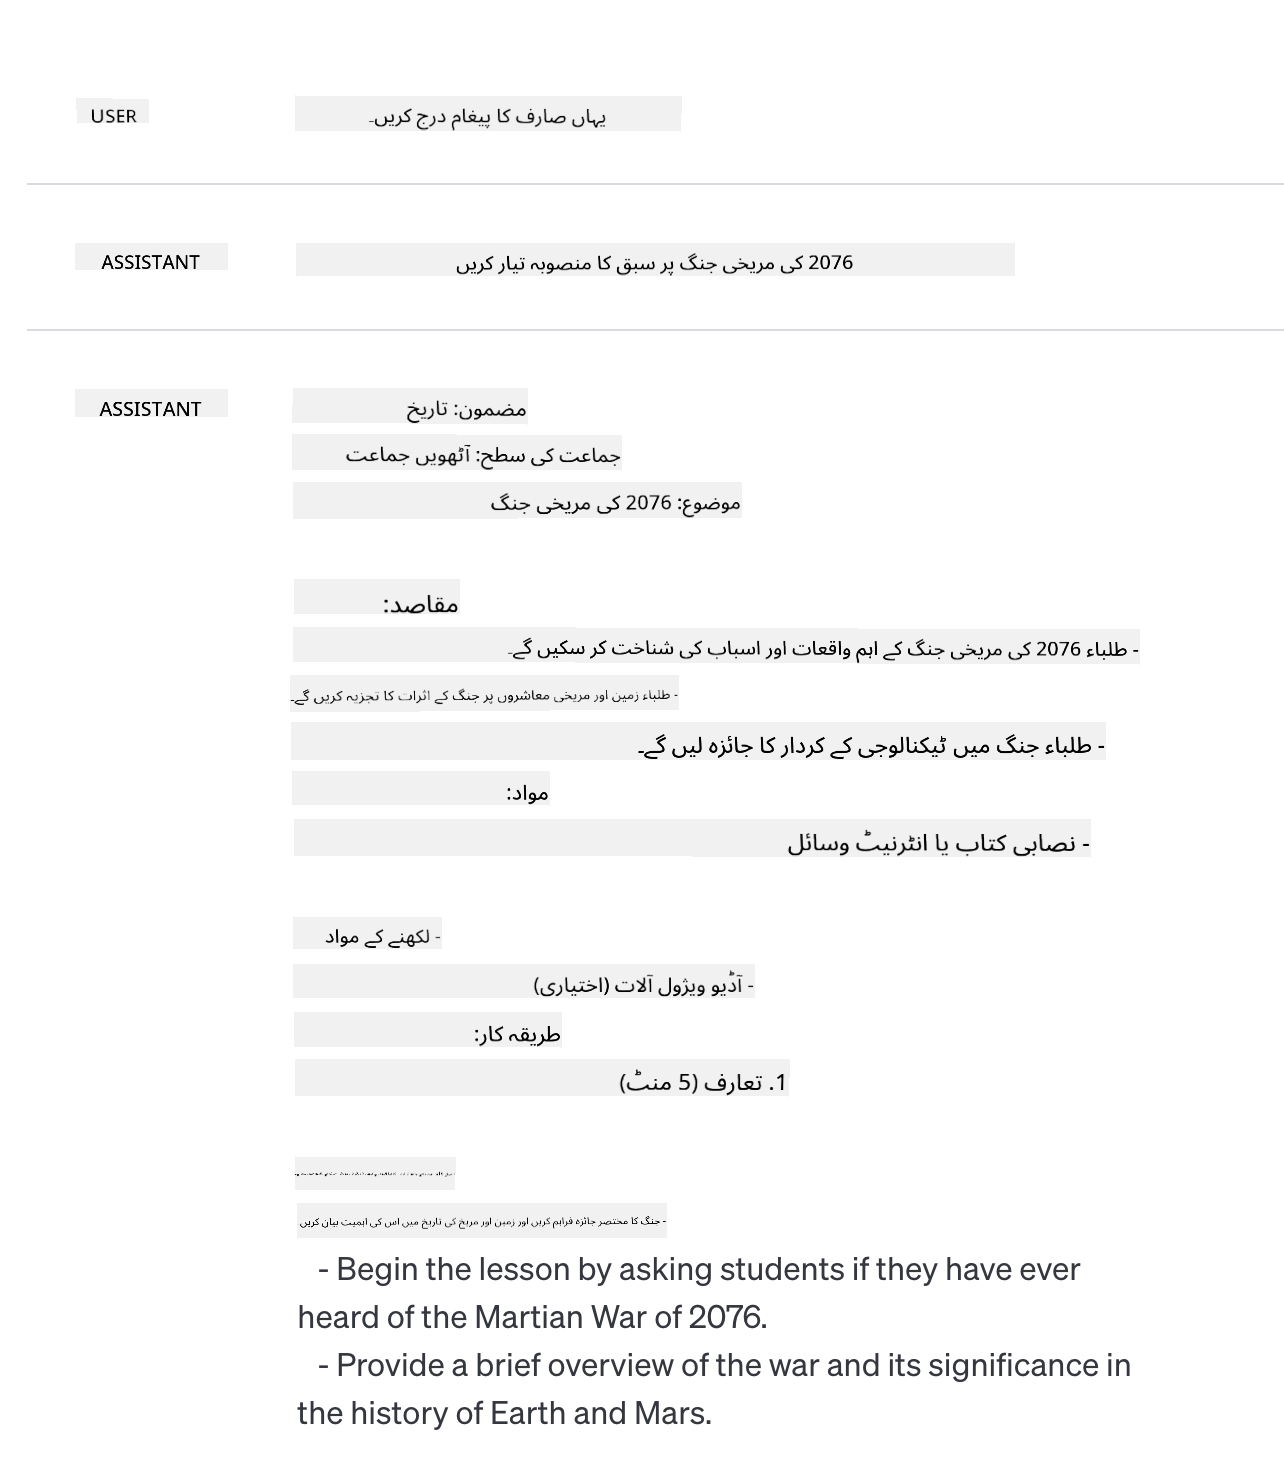 USER
یہاں صارف کا پیغام درج کریں۔
ASSISTANT
2076 کی مریخی جنگ پر سبق کا منصوبہ تیار کریں
ASSISTANT
مضمون: تاریخ
جماعت کی سطح: آٹھویں جماعت
موضوع: 2076 کی مریخی جنگ
مقاصد:
- طلباء 2076 کی مریخی جنگ کے اہم واقعات اور اسباب کی شناخت کر سکیں گے۔
- طلباء زمین اور مریخی معاشروں پر جنگ کے اثرات کا تجزیہ کریں گے۔
- طلباء جنگ میں ٹیکنالوجی کے کردار کا جائزہ لیں گے۔
مواد:
- نصابی کتاب یا انٹرنیٹ وسائل
- لکھنے کے مواد
- آڈیو ویژول آلات (اختیاری)
طریقہ کار:
1. تعارف (5 منٹ)
- جنگ کا مختصر جائزہ فراہم کریں اور زمین اور مریخ کی تاریخ میں اس کی اہمیت بیان کریں
- Begin the lesson by asking students if they have ever
heard of the Martian War of 2076.
- Provide a brief overview of the war and its significance in
the history of Earth and Mars.